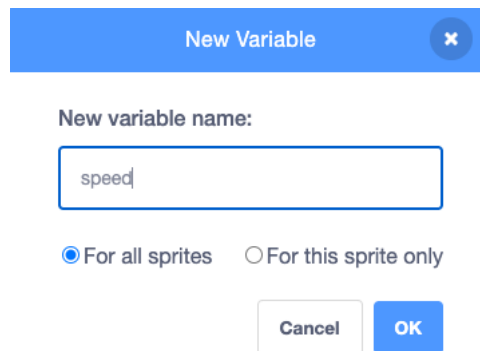 New Variable
New variable name:
speed
For all sprites For this sprite only
Cancel OK